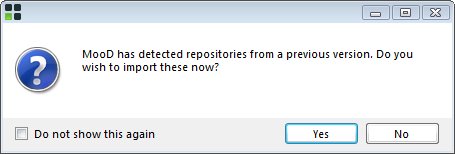 MooD has detected repositories from a previous version. Do you
wish to import these now?
Do not show this again
Yes
No